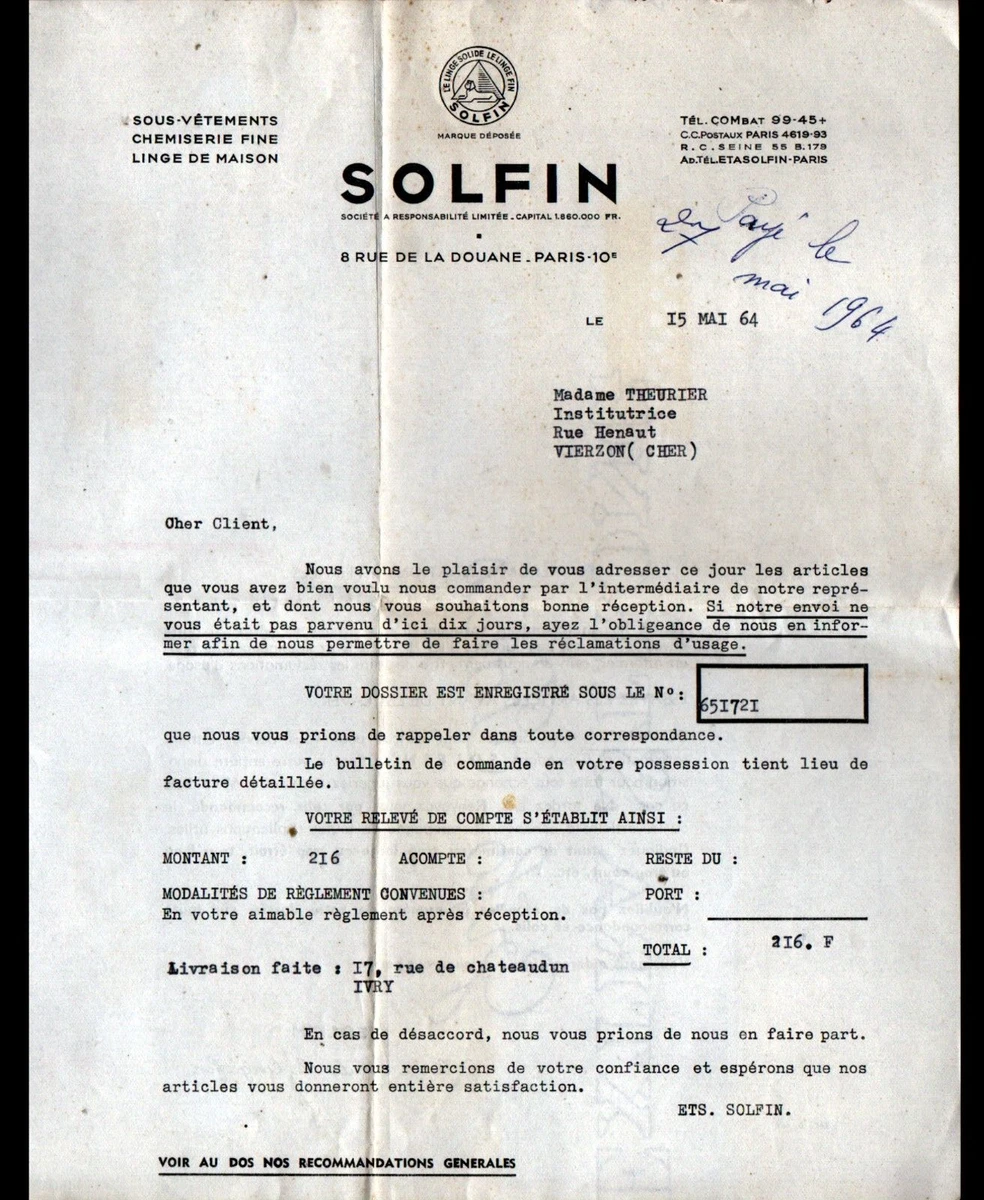 LE LINGE SOLIDE LE LINGE FIN
SOLFIN
MARQUE DÉPOSÉE
SOUS-VÊTEMENTS
CHEMISERIE FINE
LINGE DE MAISON
TÉL. COMBAT 99-45+
C.C. POSTAUX PARIS 4619-93
R. C. SEINE 55 B.179
AD.TÉL. ETASOLFIN-PARIS
SOLFIN
SOCIÉTÉ A RESPONSABILITÉ LIMITÉE - CAPITAL 1.860.000 FR.
8 RUE DE LA DOUANE - PARIS-10E
Payé le
mai 1964
LE 15 MAI 64
Madame THEURIER
Institutrice
Rue Henaut
VIERZON( CHER)
Cher Client,
Nous avons le plaisir de vous adresser ce jour les articles
que vous avez bien voulu nous commander par l'intermédiaire de notre repré-
sentant, et dont nous vous souhaitons bonne réception. Si notre envoi ne
vous était pas parvenu d'ici dix jours, ayez l'obligeance de nous en infor-
mer afin de nous permettre de faire les réclamations d'usage.
VOTRE DOSSIER EST ENREGISTRÉ SOUS LE Nº: 651721
que nous vous prions de rappeler dans toute correspondance.
Le bulletin de commande en votre possession tient lieu de
facture détaillée.
VOTRE RELEVÉ DE COMPTE S'ÉTABLIT AINSI :
MONTANT : 216 ACOMPTE : RESTE DU :
MODALITÉS DE RÈGLEMENT CONVENUES : PORT :
En votre aimable règlement après réception.
TOTAL : 216. F
Livraison faite : 17, rue de chateaudun
IVRY
En cas de désaccord, nous vous prions de nous en faire part.
Nous vous remercions de votre confiance et espérons que nos
articles vous donneront entière satisfaction.
ETS. SOLFIN.
VOIR AU DOS NOS RECOMMANDATIONS GENERALES